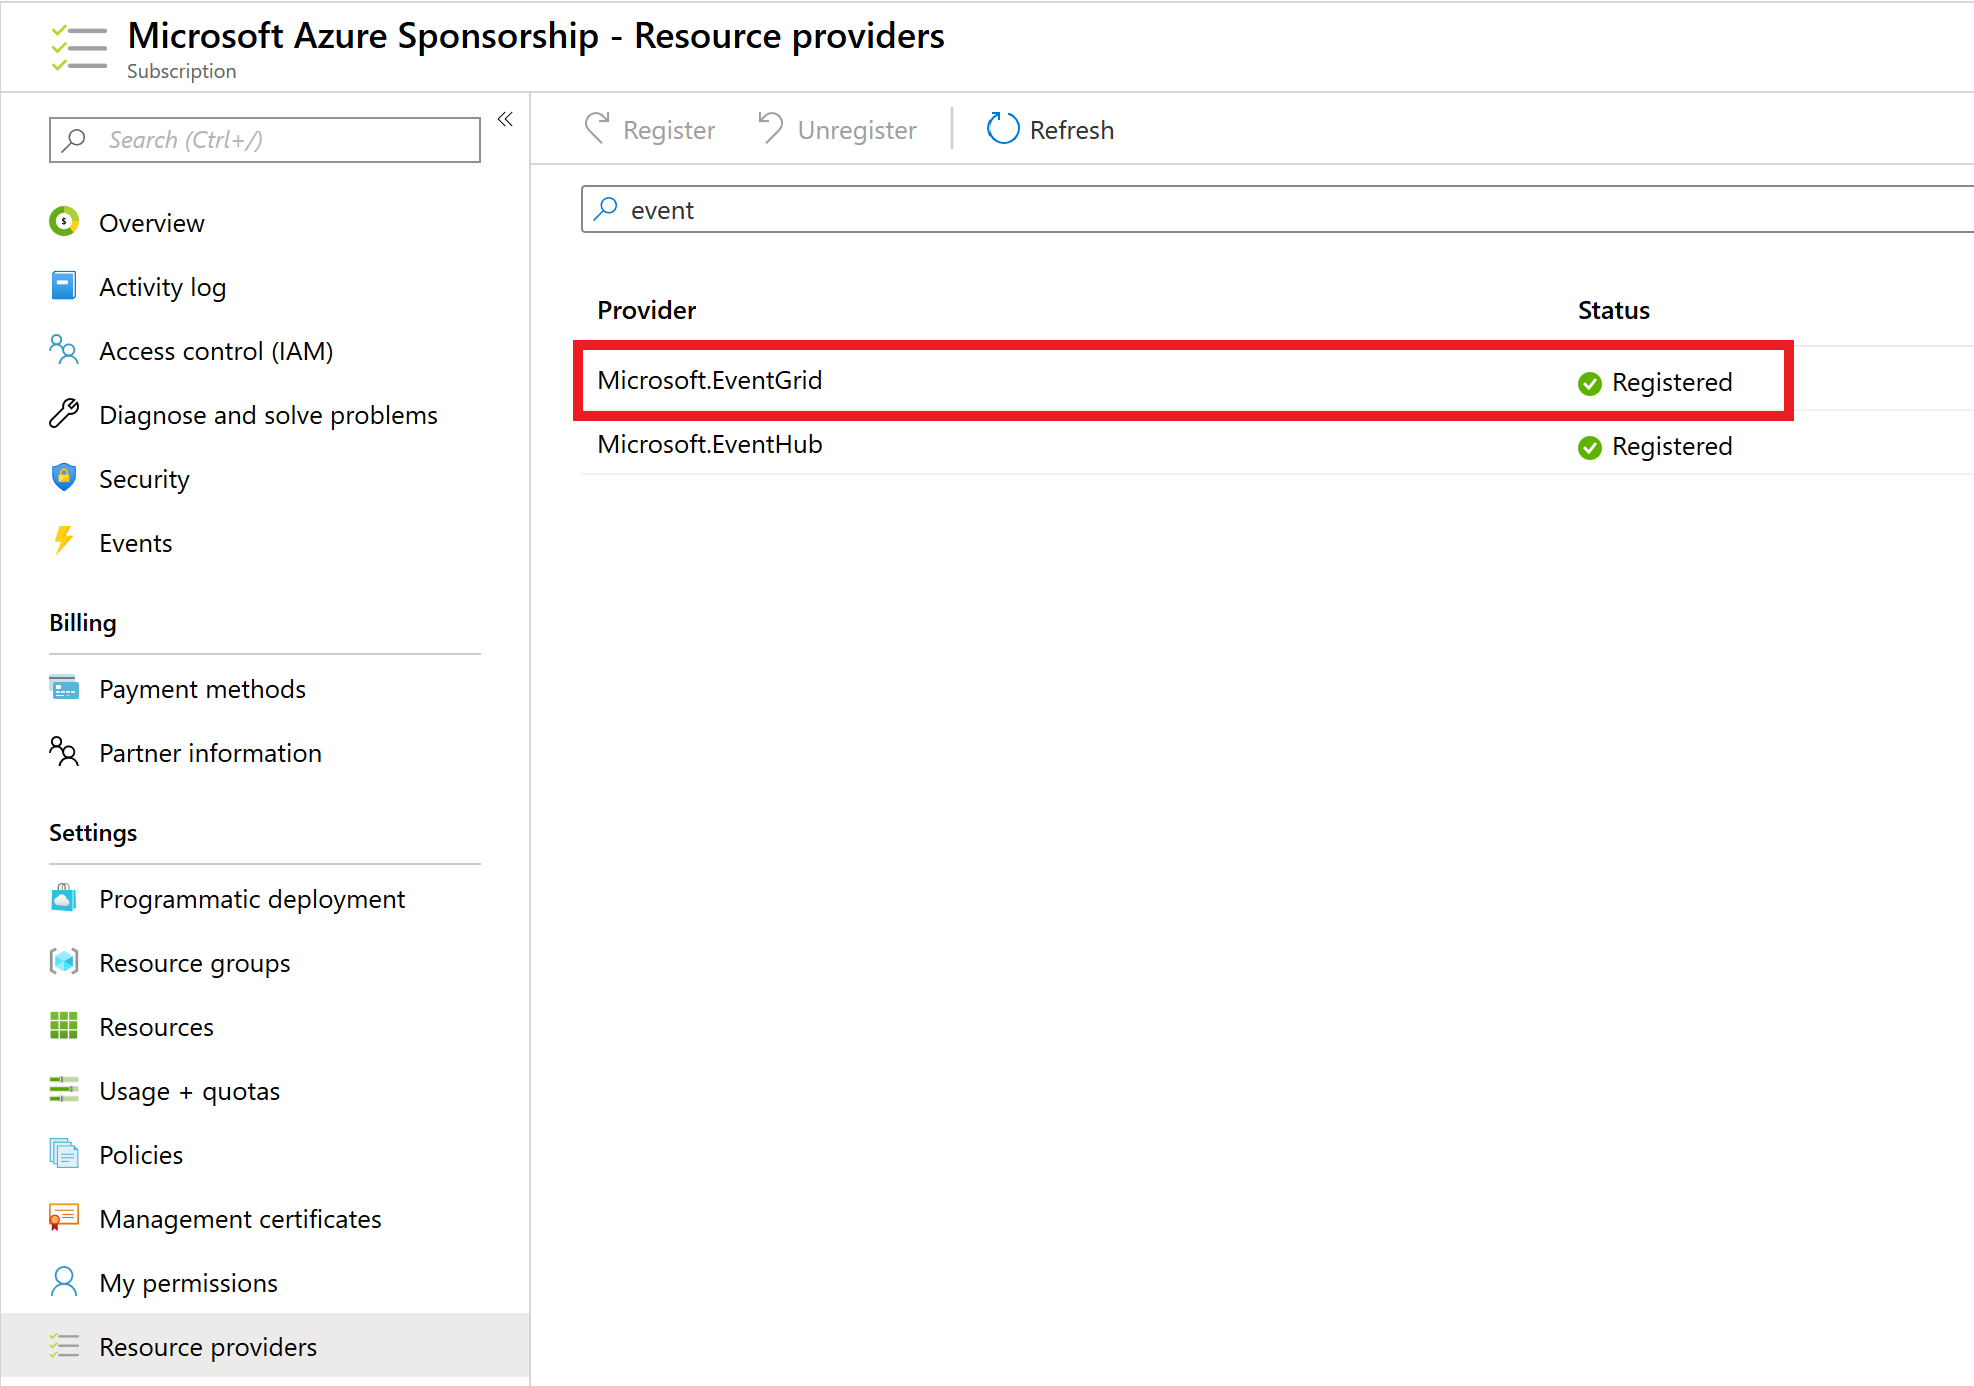 Microsoft Azure Sponsorship - Resource providers
Subscription
Search (Ctrl+/)
«
Overview
Activity log
Access control (IAM)
Diagnose and solve problems
Security
Events
Billing
Payment methods
Partner information
Settings
Programmatic deployment
Resource groups
Resources
Usage + quotas
Policies
Management certificates
My permissions
Resource providers
Register Unregister Refresh
event
Provider Status
Microsoft.EventGrid Registered
Microsoft.EventHub Registered